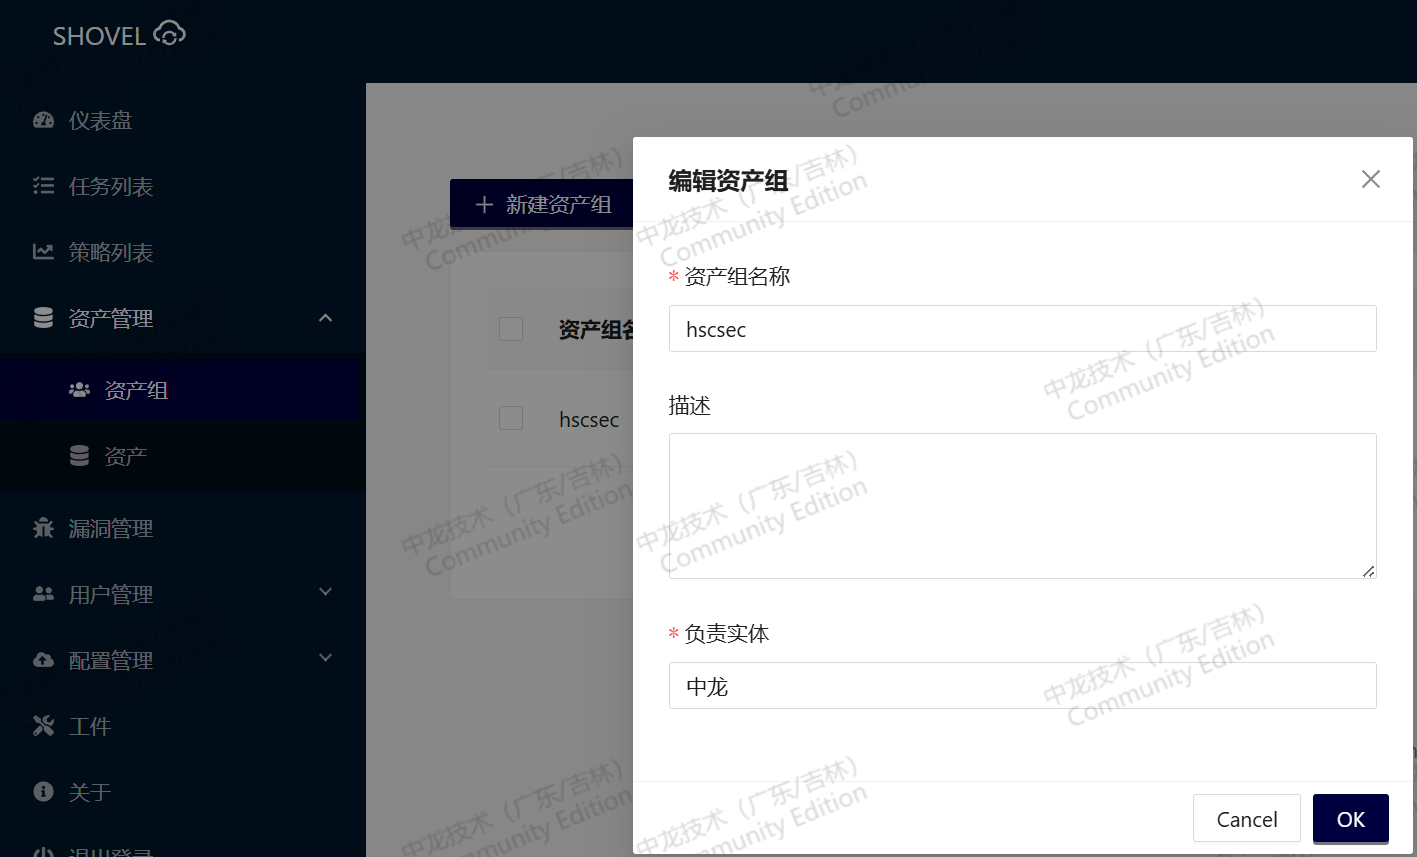 SHOVEL
仪表盘
任务列表
策略列表
资产管理
资产组
资产
漏洞管理
用户管理
配置管理
工件
关于
退出登录
新建资产组
资产组名
hscsec
编辑资产组
* 资产组名称
hscsec
描述
* 负责实体
中龙
Cancel
OK
中龙技术（广东/吉林）
Community Edition